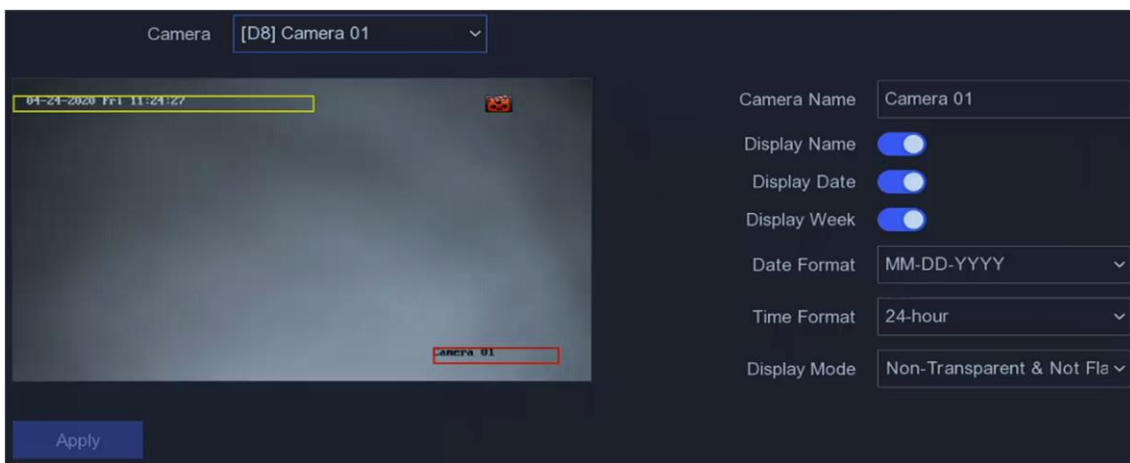 Camera [D8] Camera 01
04-24-2020 Fri 11:24:27
Camera Name Camera 01
Display Name
Display Date
Display Week
Date Format MM-DD-YYYY
Time Format 24-hour
Camera 01
Display Mode Non-Transparent & Not Fla
Apply